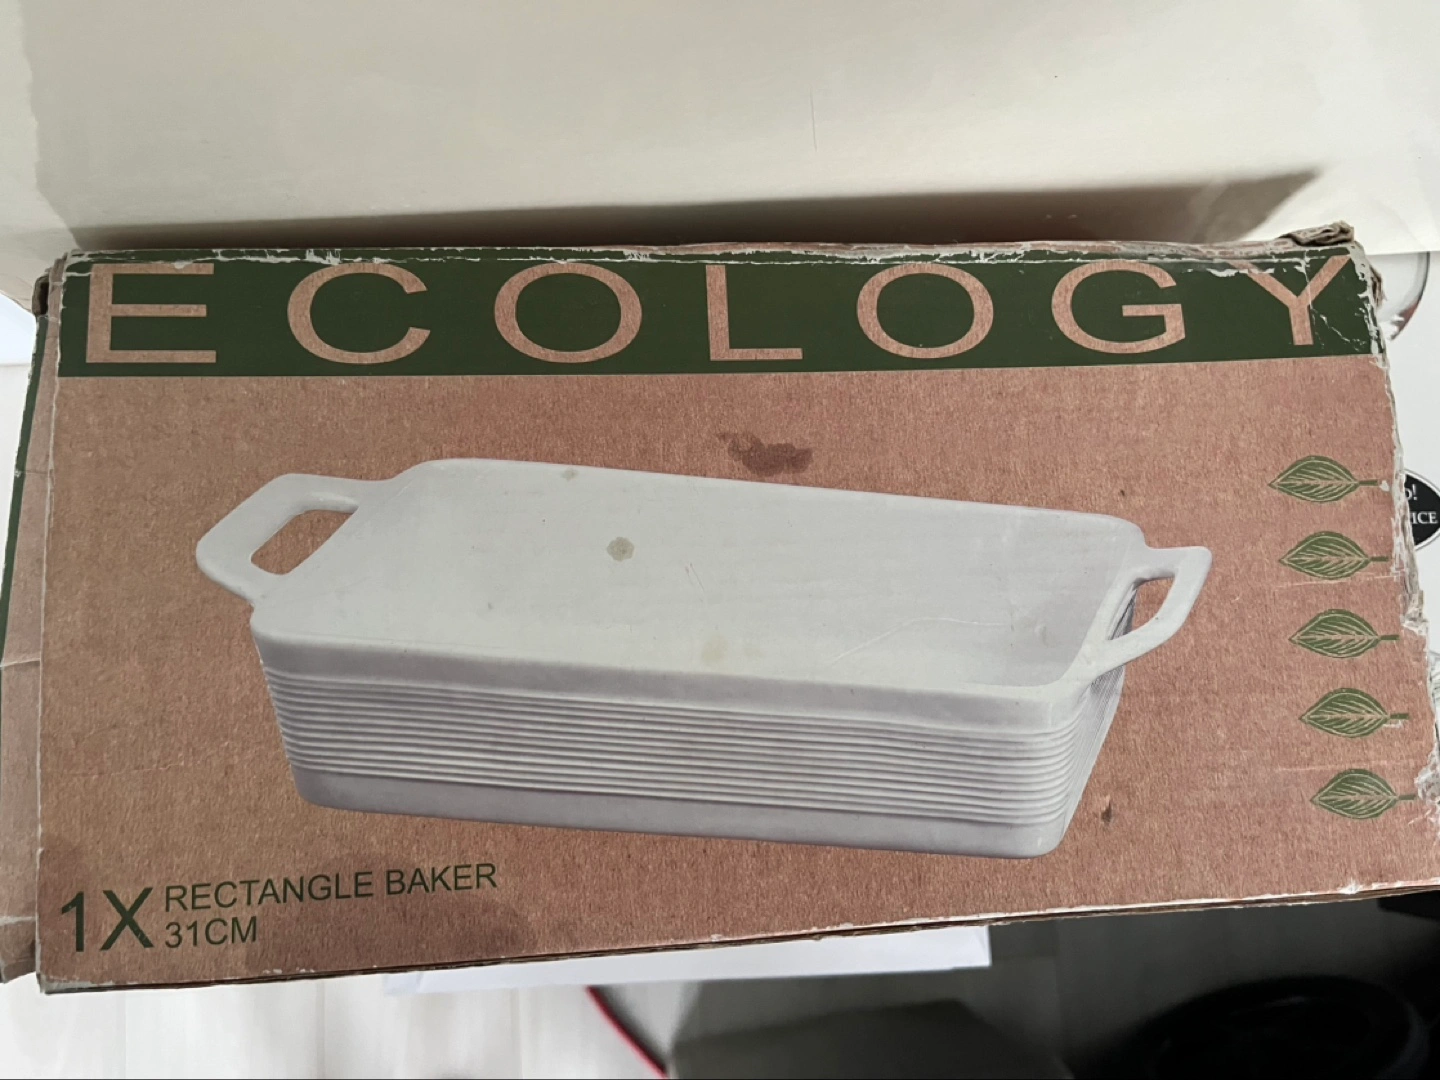 ECOLOGY
1X RECTANGLE BAKER
31CM